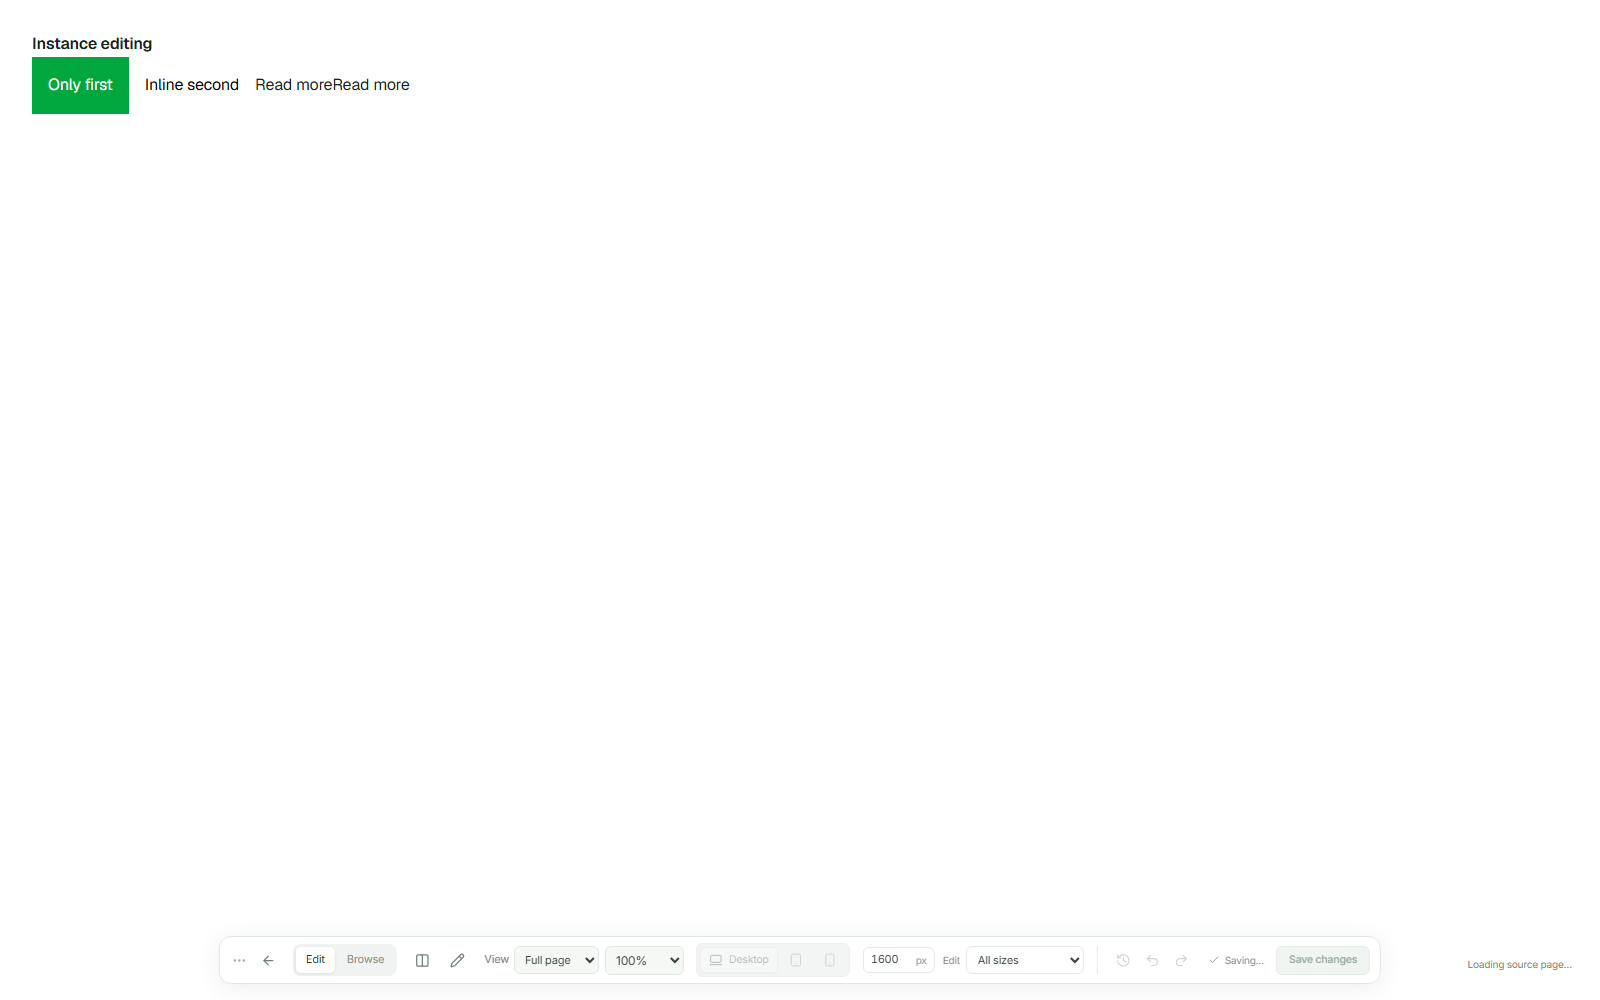 Instance editing
Only first Inline second Read moreRead more
Edit Browse View Full page 100% Desktop 1600 px Edit All sizes Saving... Save changes
Loading source page...